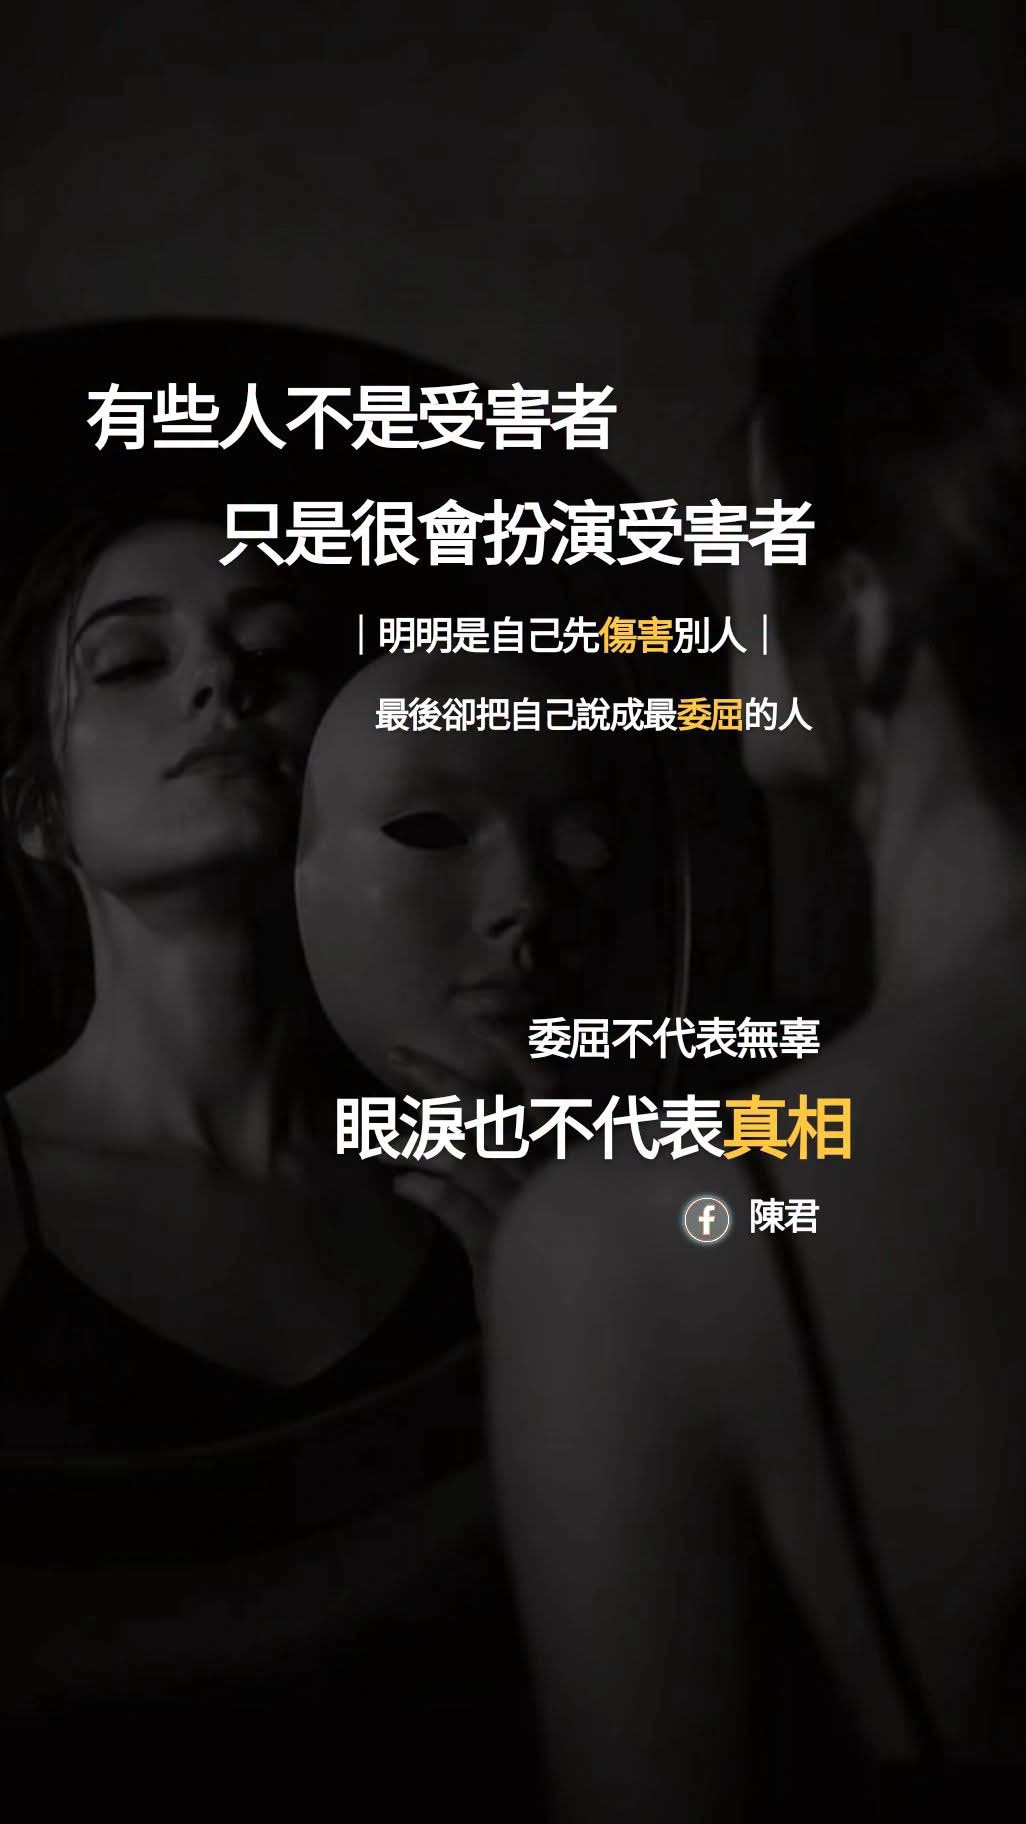 有些人不是受害者
只是很會扮演受害者
｜明明是自己先傷害別人｜
最後卻把自己說成最委屈的人
委屈不代表無辜
眼淚也不代表真相
陳君